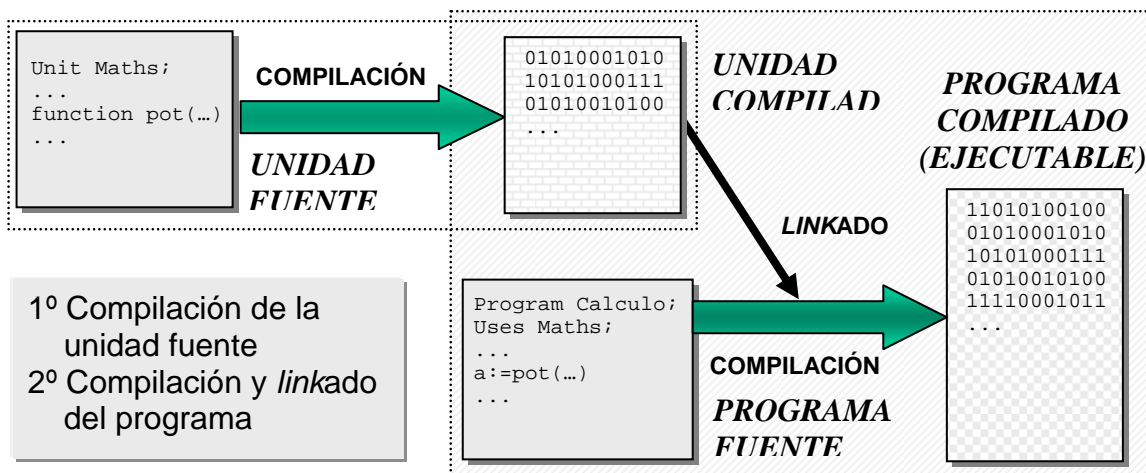 Unit Maths;
...
function pot(…)
...
COMPILACIÓN
UNIDAD
FUENTE
01010001010
10101000111
01010010100
...
UNIDAD
COMPILAD
PROGRAMA
COMPILADO
(EJECUTABLE)
LINKADO
11010100100
01010001010
10101000111
01010010100
11110001011
...
1º Compilación de la
unidad fuente
2º Compilación y linkado
del programa
Program Calculo;
Uses Maths;
...
a:=pot(…)
...
COMPILACIÓN
PROGRAMA
FUENTE